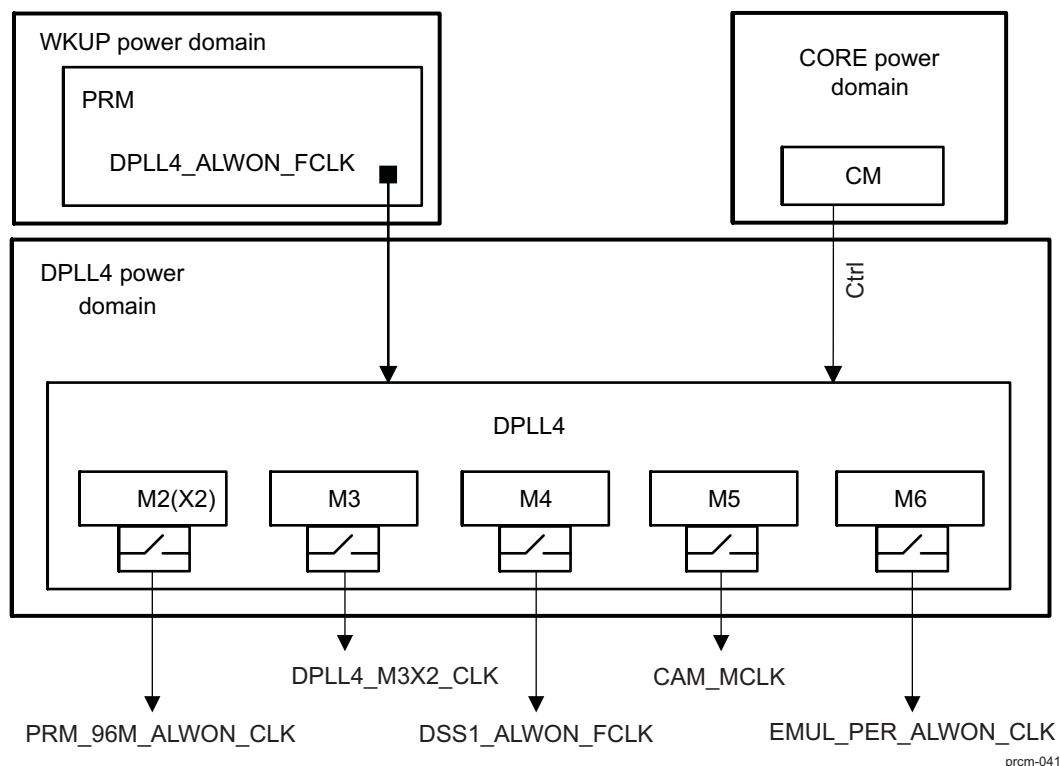 WKUP power domain
PRM
DPLL4_ALWON_FCLK
CORE power
domain
CM
Ctrl
DPLL4 power
domain
DPLL4
M2(X2)
M3
M4
M5
M6
DPLL4_M3X2_CLK
CAM_MCLK
PRM_96M_ALWON_CLK
DSS1_ALWON_FCLK
EMUL_PER_ALWON_CLK
prcm-041